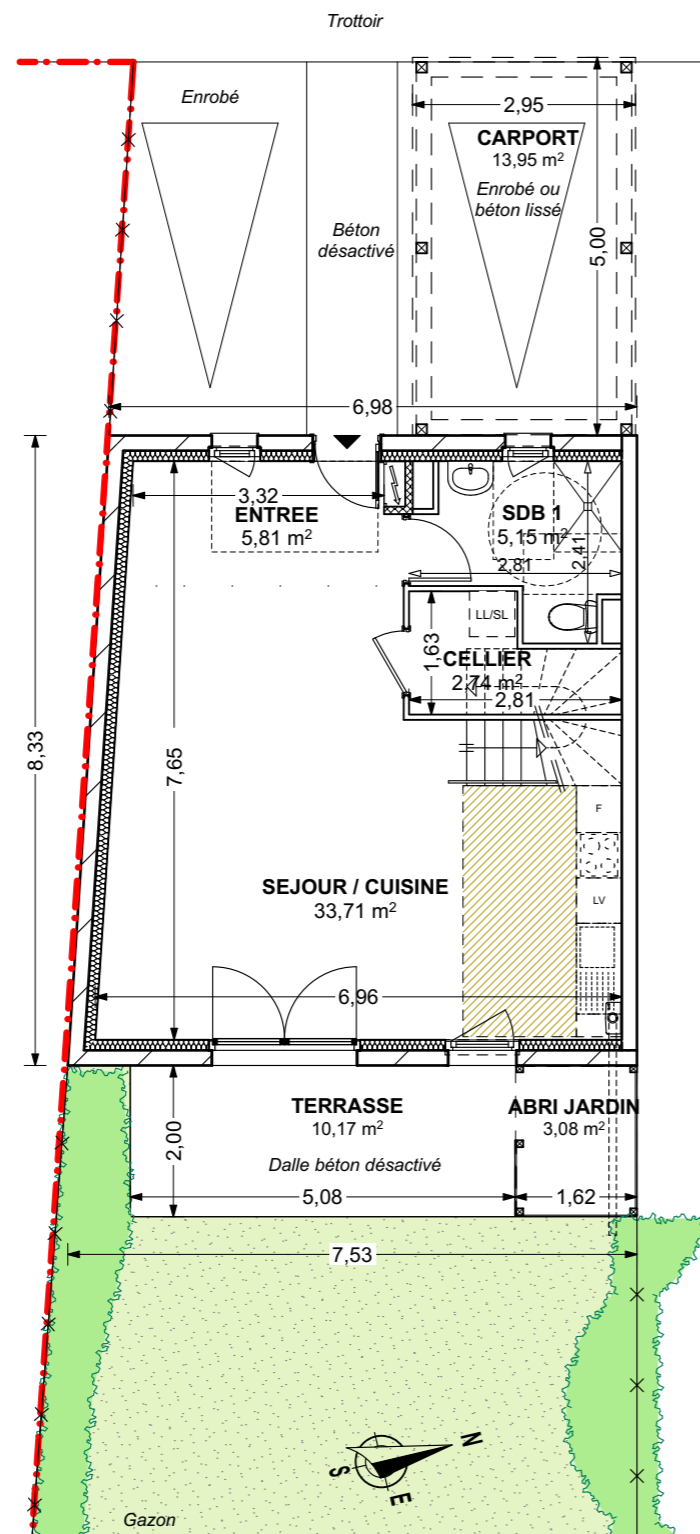 Trottoir
Enrobé
2,95
CARPORT
13,95 m²
Enrobé ou
béton lissé
Béton
désactivé
5,00
6,98
3,32
ENTREE
5,81 m²
SDB 1
5,15 m²
2,81
2,41
LL/SL
1,63
CELLIER
2,74 m²
2,81
8,33
7,65
F
LV
SEJOUR / CUISINE
33,71 m²
6,96
TERRASSE
10,17 m²
ABRI JARDIN
3,08 m²
2,00
Dalle béton désactivé
5,08
1,62
7,53
N
S
E
Gazon